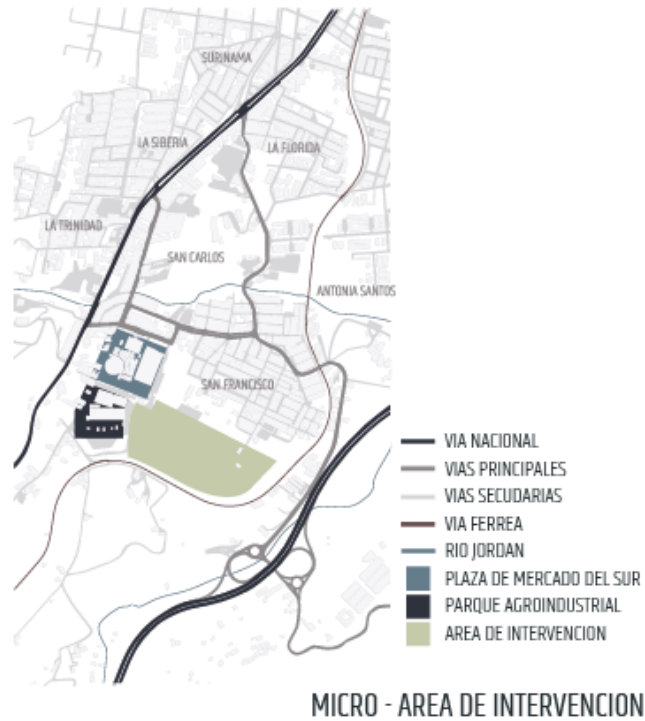 SURINAMA
LA SIBERIA
LA FLORIDA
LA TRINIDAD
SAN CARLOS
ANTONIA SANTOS
SAN FRANCISCO
VIA NACIONAL
VIAS PRINCIPALES
VIAS SECUDARIAS
VIA FERREA
RIO JORDAN
PLAZA DE MERCADO DEL SUR
PARQUE AGROINDUSTRIAL
AREA DE INTERVENCION
MICRO - AREA DE INTERVENCION